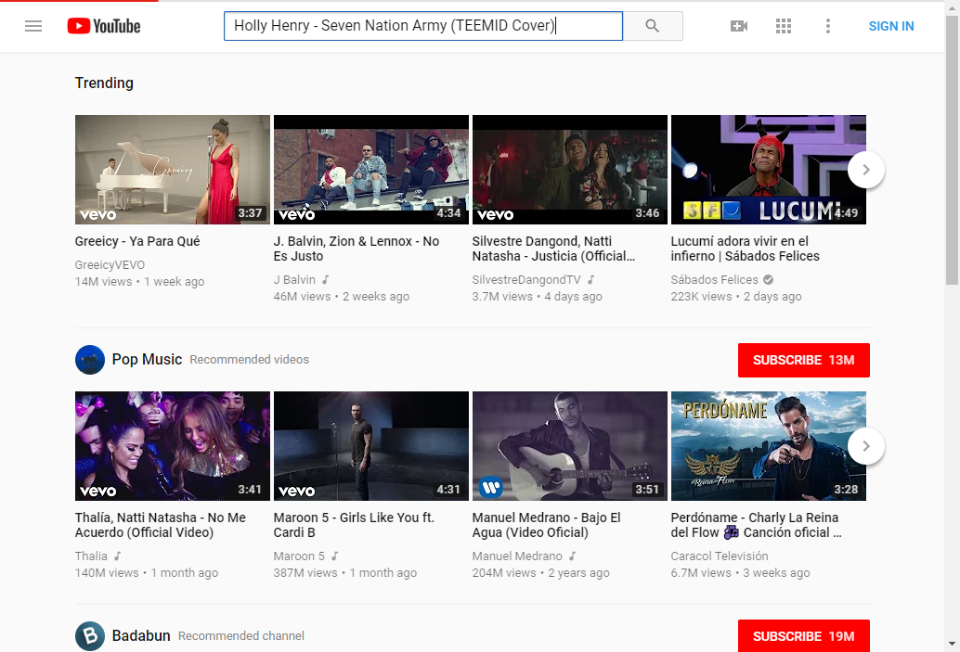 YouTube
Holly Henry - Seven Nation Army (TEEMID Cover)
SIGN IN
Trending
Greeicy
vevo
3:37
vevo
4:34
vevo
3:46
SFC LUCUMí
4:49
Greeicy - Ya Para Qué
GreeicyVEVO
14M views • 1 week ago
J. Balvin, Zion & Lennox - No
Es Justo
J Balvin
46M views • 2 weeks ago
Silvestre Dangond, Natti
Natasha - Justicia (Official...
SilvestreDangondTV
3.7M views • 4 days ago
Lucumí adora vivir en el
infierno | Sábados Felices
Sábados Felices
223K views • 2 days ago
Pop Music Recommended videos
SUBSCRIBE 13M
vevo
3:41
vevo
4:31
W
3:51
PERDÓNAME
Reina Flow
3:28
Thalía, Natti Natasha - No Me
Acuerdo (Official Video)
Thalia
140M views • 1 month ago
Maroon 5 - Girls Like You ft.
Cardi B
Maroon 5
387M views • 1 month ago
Manuel Medrano - Bajo El
Agua (Video Oficial)
Manuel Medrano
204M views • 2 years ago
Perdóname - Charly La Reina
del Flow 🎶 Canción oficial ...
Caracol Televisión
6.7M views • 3 weeks ago
B
Badabun Recommended channel
SUBSCRIBE 19M